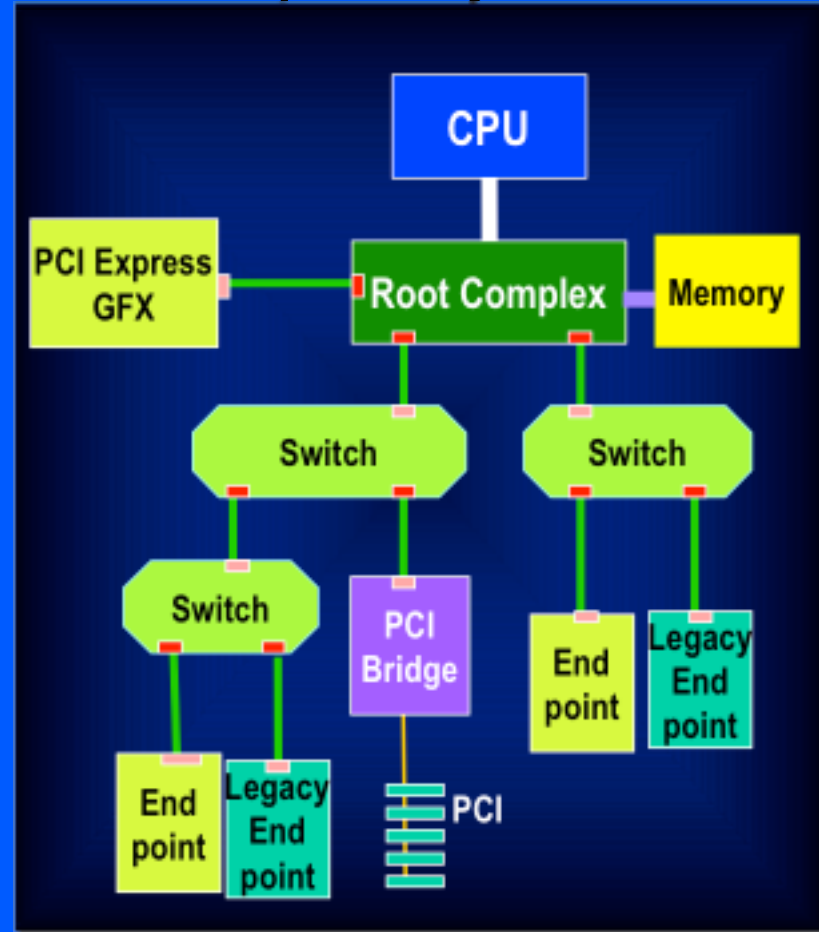 CPU
PCI Express
GFX
Root Complex
Memory
Switch
Switch
Switch
PCI
Bridge
End
point
Legacy
End
point
End
point
Legacy
End
point
PCI